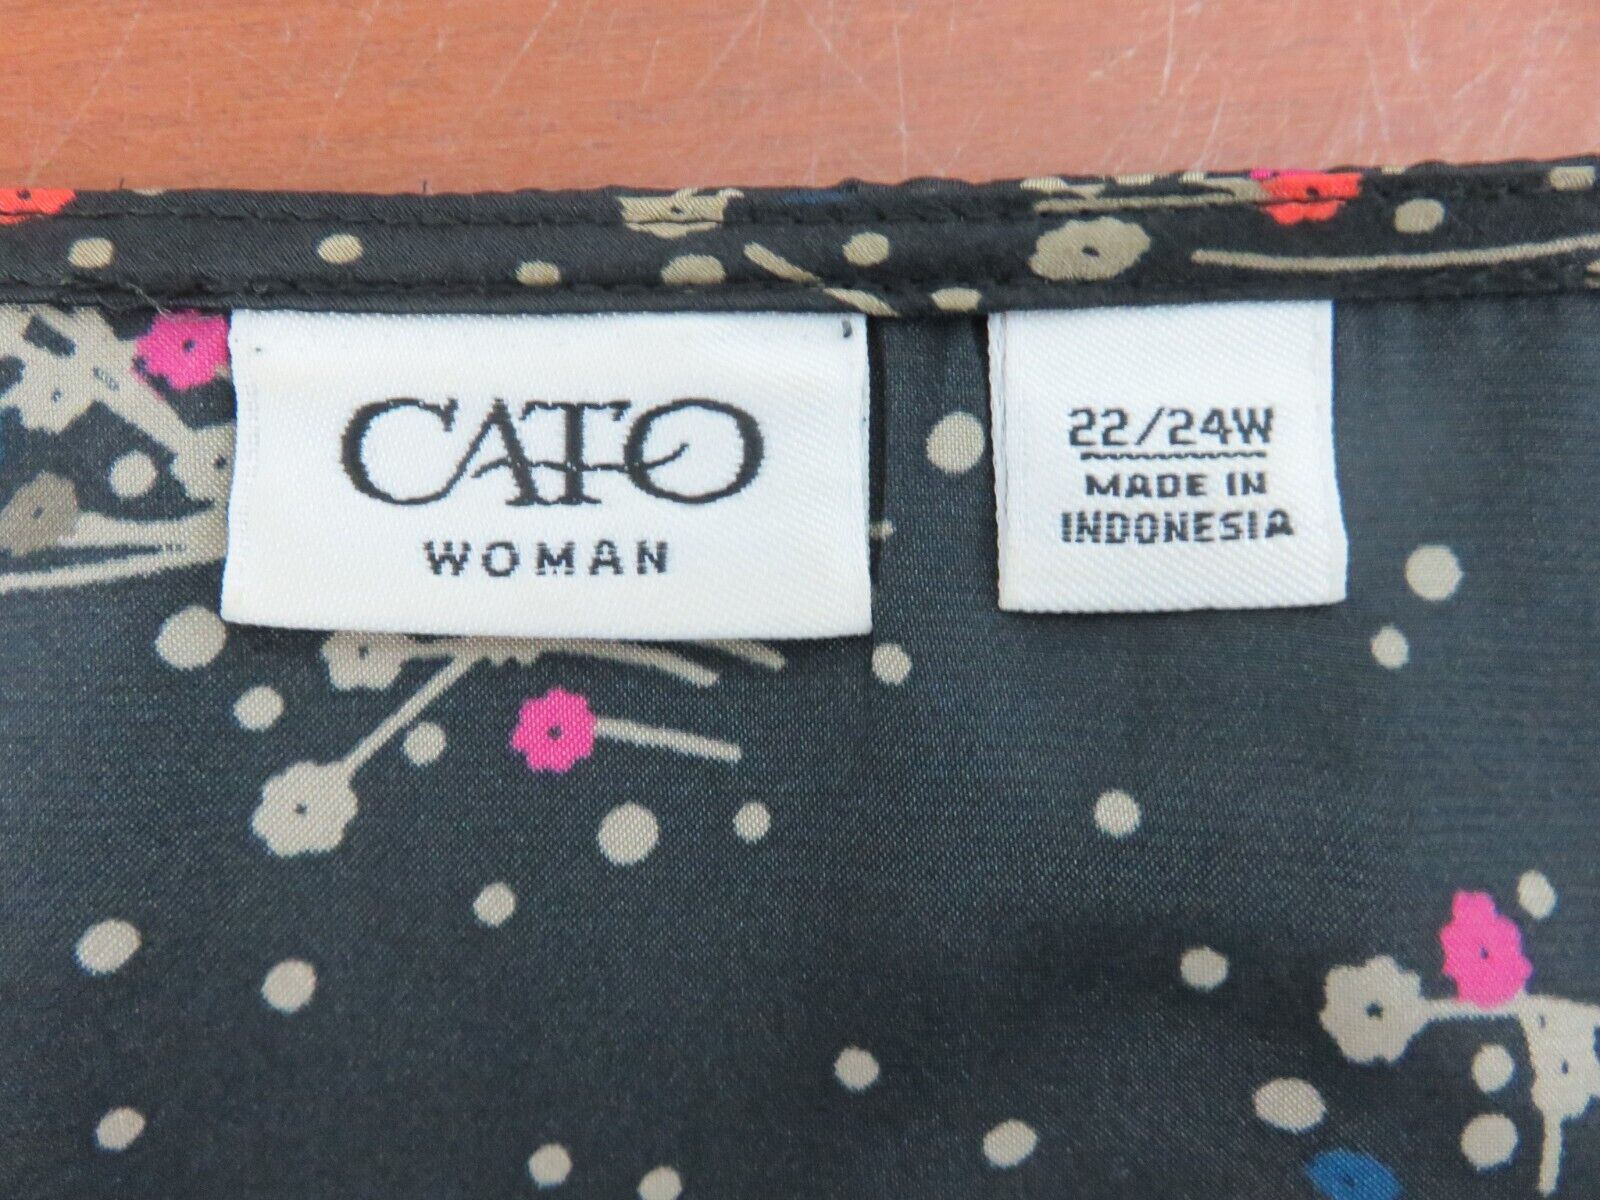 CATO
WOMAN
22/24W
MADE IN
INDONESIA